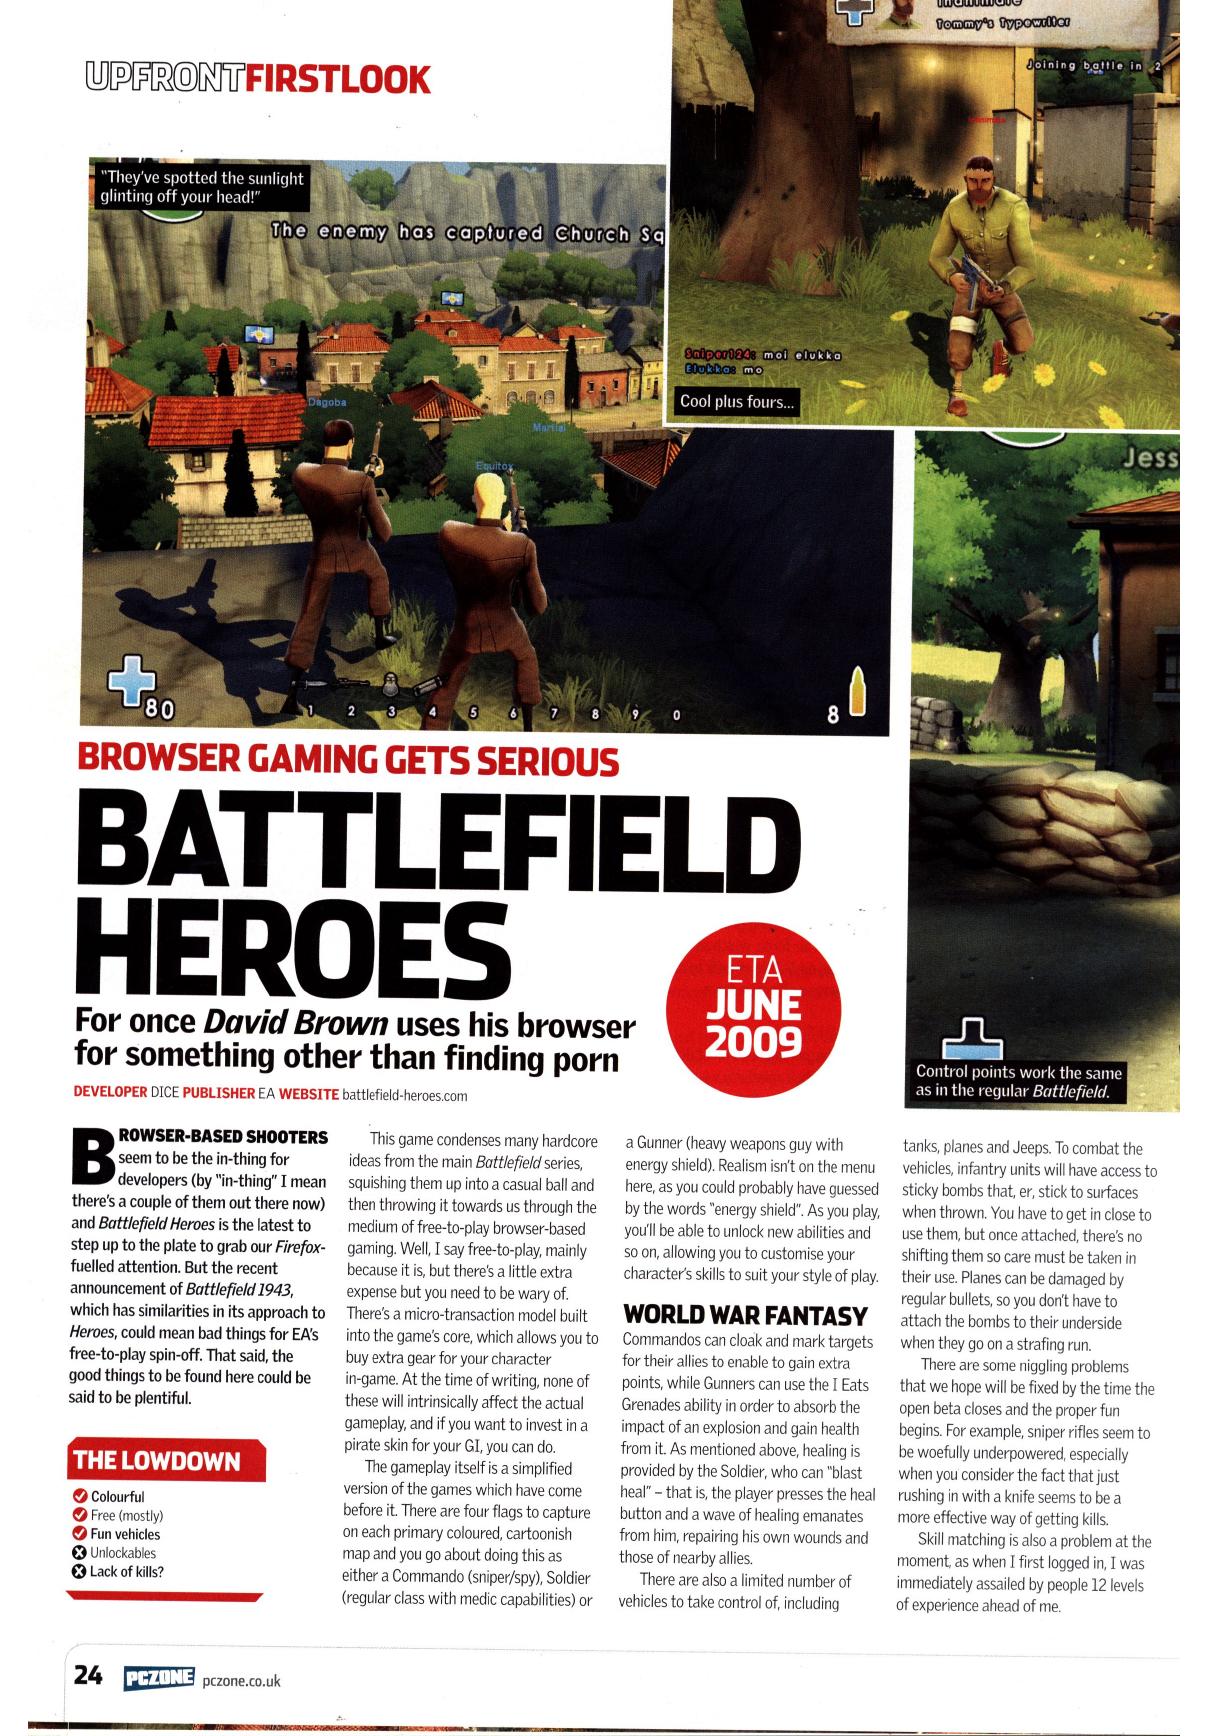 UPFRONTFIRSTLOOK
Tommy's Typewriter
Joining battle in 2
"They've spotted the sunlight
glinting off your head!"
The enemy has captured Church Sq
Dagoba
Martial
Equitox
80
1 2 3 4 5 6 7 8 9 0
8
Sniper124: moi elukka
Elukka: mo
Cool plus fours...
Jess
Control points work the same
as in the regular Battlefield.
BROWSER GAMING GETS SERIOUS
BATTLEFIELD
HEROES
For once David Brown uses his browser
for something other than finding porn
ETA
JUNE
2009
DEVELOPER DICE PUBLISHER EA WEBSITE battlefield-heroes.com
BROWSER-BASED SHOOTERS
seem to be the in-thing for
developers (by "in-thing" I mean
there's a couple of them out there now)
and Battlefield Heroes is the latest to
step up to the plate to grab our Firefox-
fuelled attention. But the recent
announcement of Battlefield 1943,
which has similarities in its approach to
Heroes, could mean bad things for EA's
free-to-play spin-off. That said, the
good things to be found here could be
said to be plentiful.
THE LOWDOWN
Colourful
Free (mostly)
Fun vehicles
Unlockables
Lack of kills?
This game condenses many hardcore
ideas from the main Battlefield series,
squishing them up into a casual ball and
then throwing it towards us through the
medium of free-to-play browser-based
gaming. Well, I say free-to-play, mainly
because it is, but there's a little extra
expense but you need to be wary of.
There's a micro-transaction model built
into the game's core, which allows you to
buy extra gear for your character
in-game. At the time of writing, none of
these will intrinsically affect the actual
gameplay, and if you want to invest in a
pirate skin for your GI, you can do.
The gameplay itself is a simplified
version of the games which have come
before it. There are four flags to capture
on each primary coloured, cartoonish
map and you go about doing this as
either a Commando (sniper/spy), Soldier
(regular class with medic capabilities) or
a Gunner (heavy weapons guy with
energy shield). Realism isn't on the menu
here, as you could probably have guessed
by the words "energy shield". As you play,
you'll be able to unlock new abilities and
so on, allowing you to customise your
character's skills to suit your style of play.
WORLD WAR FANTASY
Commandos can cloak and mark targets
for their allies to enable to gain extra
points, while Gunners can use the I Eats
Grenades ability in order to absorb the
impact of an explosion and gain health
from it. As mentioned above, healing is
provided by the Soldier, who can "blast
heal" – that is, the player presses the heal
button and a wave of healing emanates
from him, repairing his own wounds and
those of nearby allies.
There are also a limited number of
vehicles to take control of, including
tanks, planes and Jeeps. To combat the
vehicles, infantry units will have access to
sticky bombs that, er, stick to surfaces
when thrown. You have to get in close to
use them, but once attached, there's no
shifting them so care must be taken in
their use. Planes can be damaged by
regular bullets, so you don't have to
attach the bombs to their underside
when they go on a strafing run.
There are some niggling problems
that we hope will be fixed by the time the
open beta closes and the proper fun
begins. For example, sniper rifles seem to
be woefully underpowered, especially
when you consider the fact that just
rushing in with a knife seems to be a
more effective way of getting kills.
Skill matching is also a problem at the
moment, as when I first logged in, I was
immediately assailed by people 12 levels
of experience ahead of me.
24 PCZONE pczone.co.uk